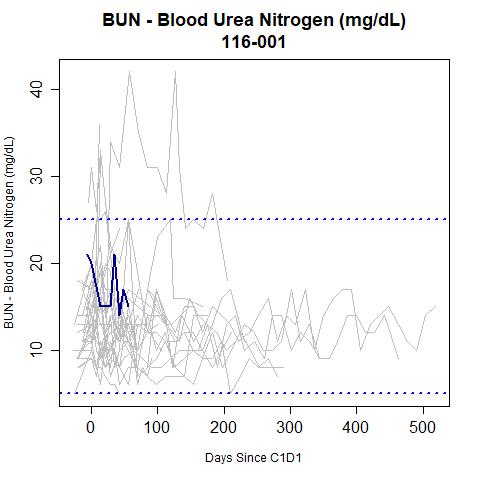 BUN - Blood Urea Nitrogen (mg/dL)
116-001
BUN - Blood Urea Nitrogen (mg/dL)
40
30
20
10
0 100 200 300 400 500
Days Since C1D1